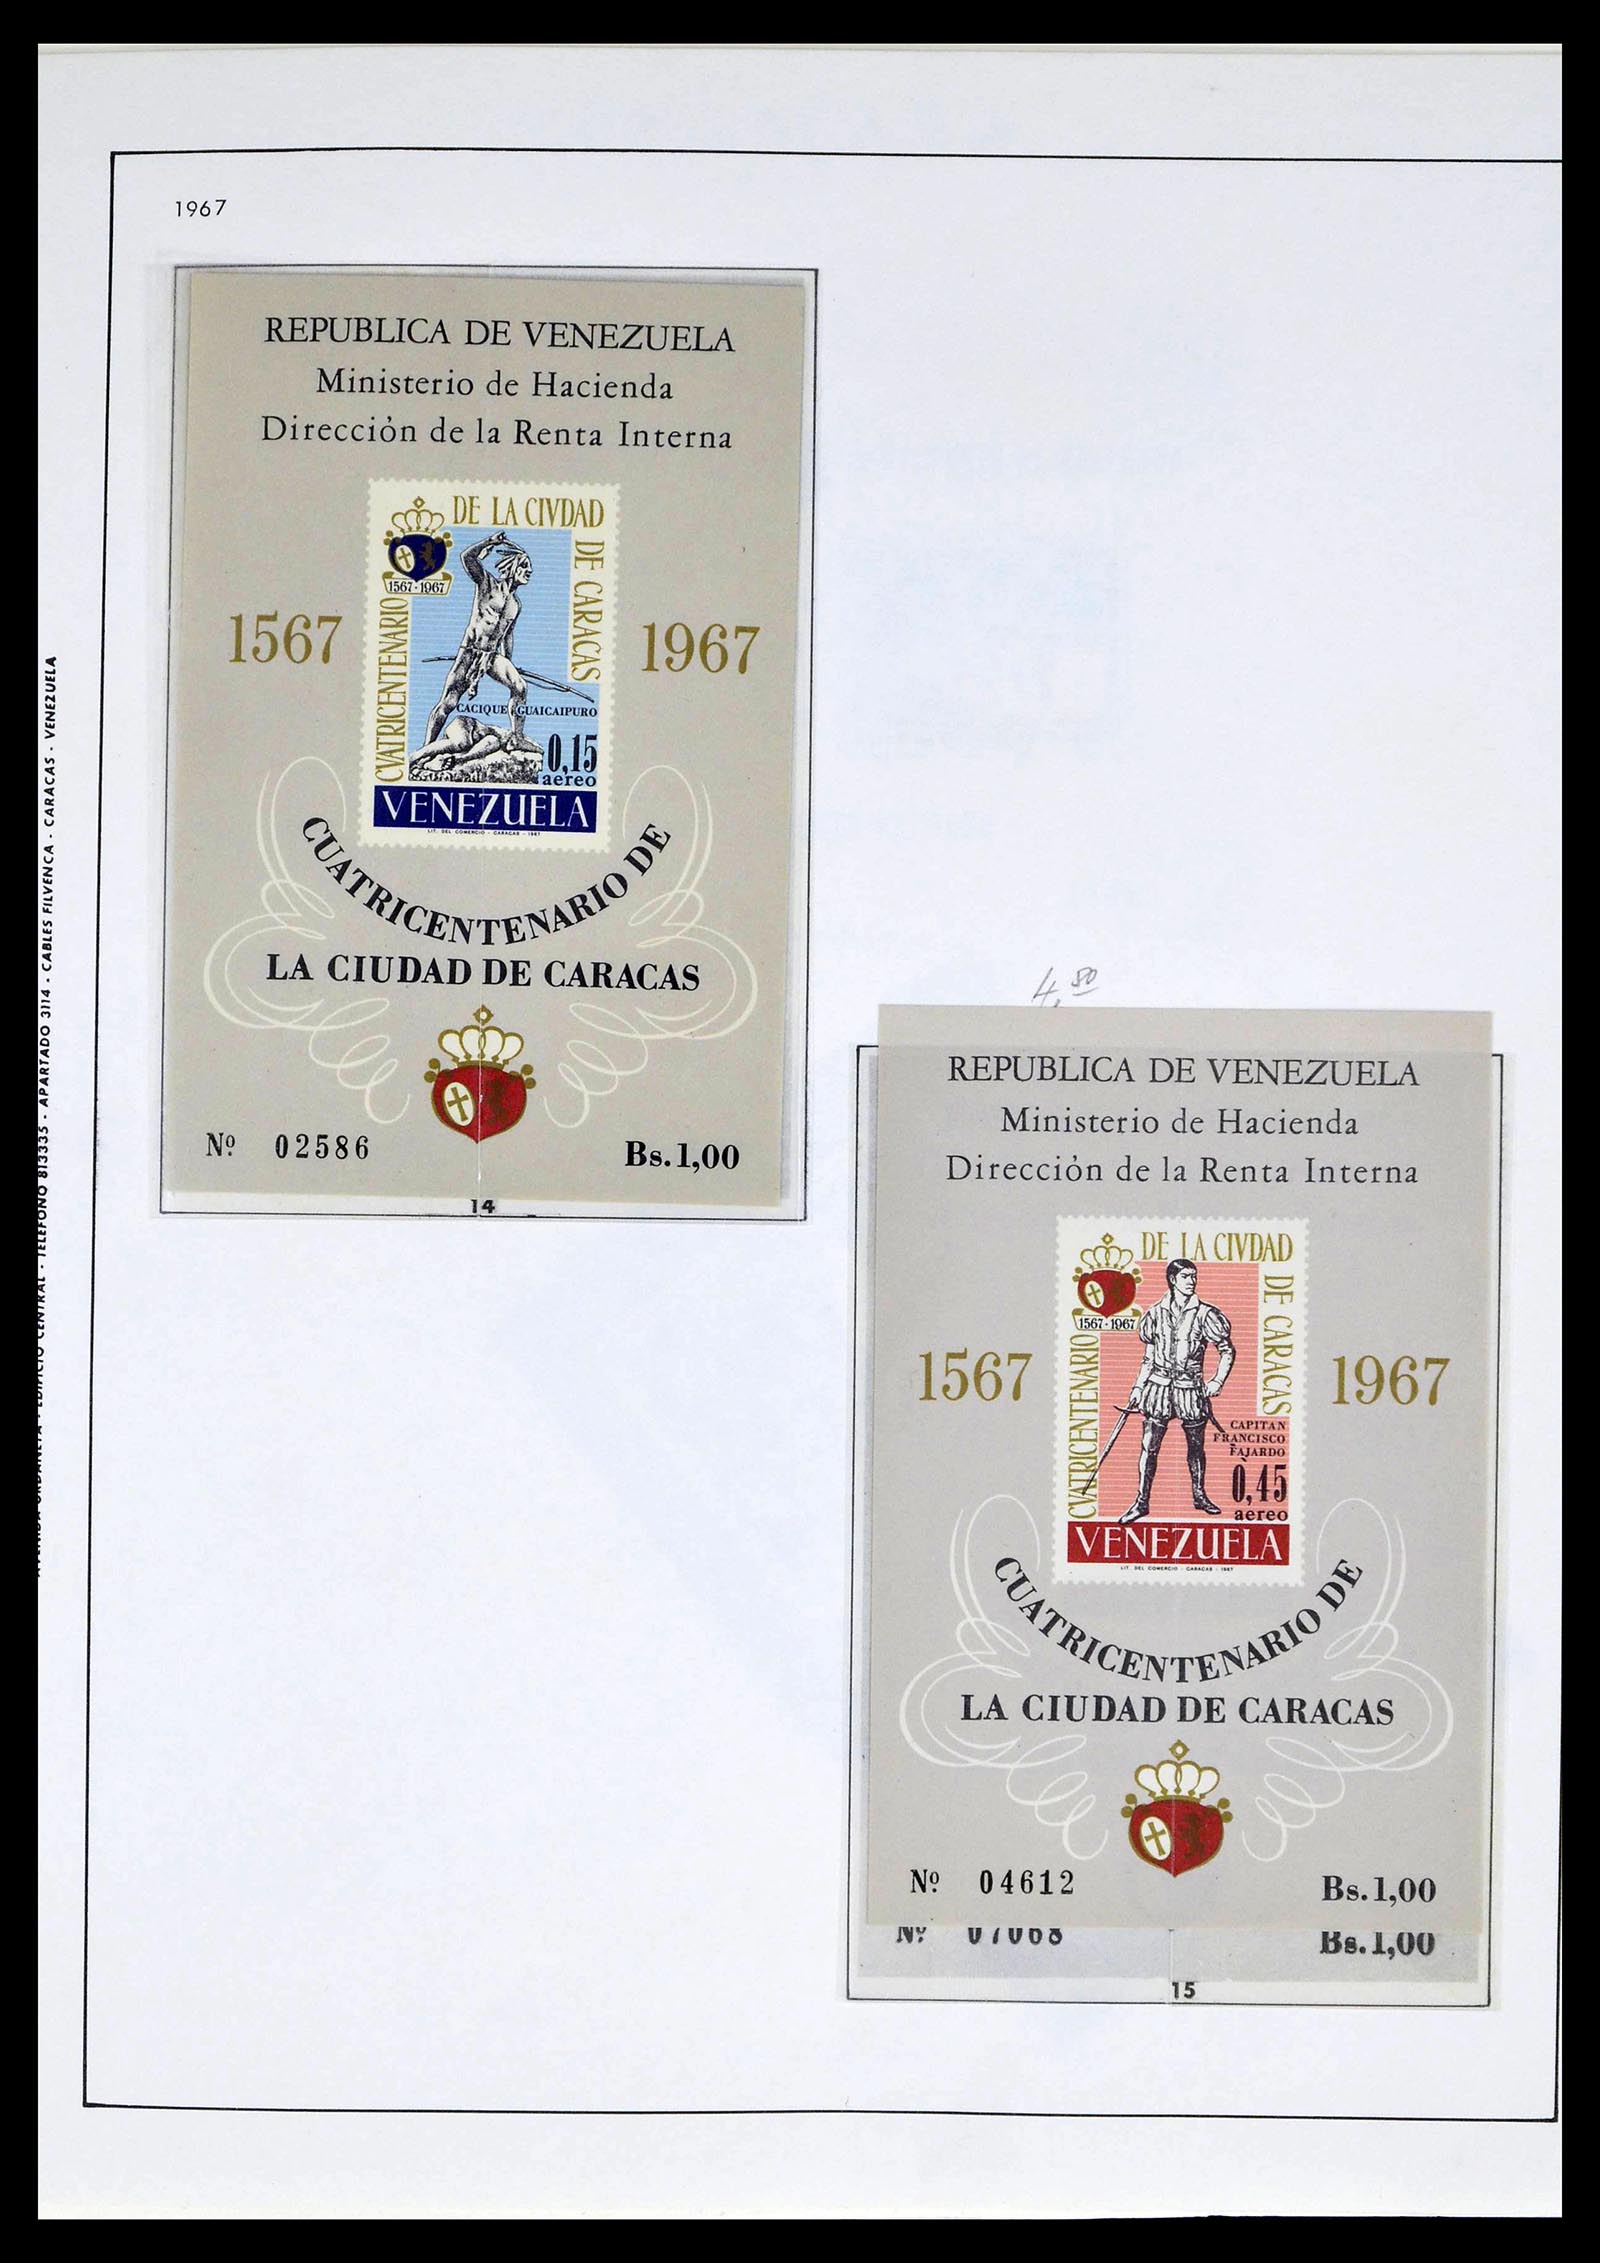 1967
REPUBLICA DE VENEZUELA
Ministerio de Hacienda
Dirección de la Renta Interna
DE LA CIVDAD
DE CARACAS
1567·1967
CVATRICENTENARIO
1567
1967
CACIQUE GUAICAIPURO
0,15
aereo
VENEZUELA
LIT. DEL COMERCIO - CARACAS - 1967
CUATRICENTENARIO DE
LA CIUDAD DE CARACAS
Nº 02586
Bs.1,00
14
4,50
REPUBLICA DE VENEZUELA
Ministerio de Hacienda
Dirección de la Renta Interna
DE LA CIVDAD
DE CARACAS
1567·1967
CVATRICENTENARIO
1567
1967
CAPITAN
FRANCISCO
FAJARDO
0,45
aereo
VENEZUELA
LIT. DEL COMERCIO - CARACAS - 1967
CUATRICENTENARIO DE
LA CIUDAD DE CARACAS
Nº 04612
Bs.1,00
Nº 07068
Bs.1,00
15
EDIFICIO CENTRAL - TELEFONO 813335 - APARTADO 3114 - CABLES FILVENCA - CARACAS - VENEZUELA